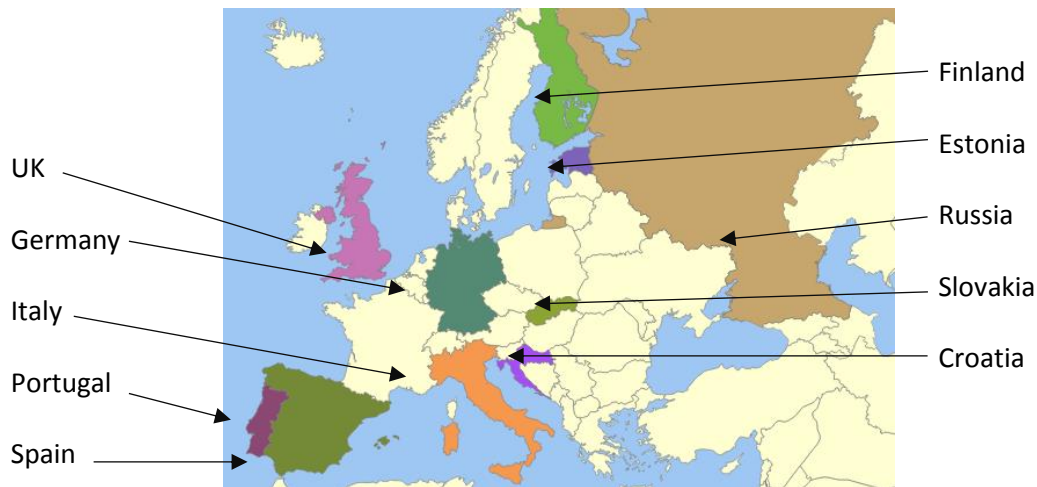 Finland
Estonia
UK
Russia
Germany
Slovakia
Italy
Croatia
Portugal
Spain